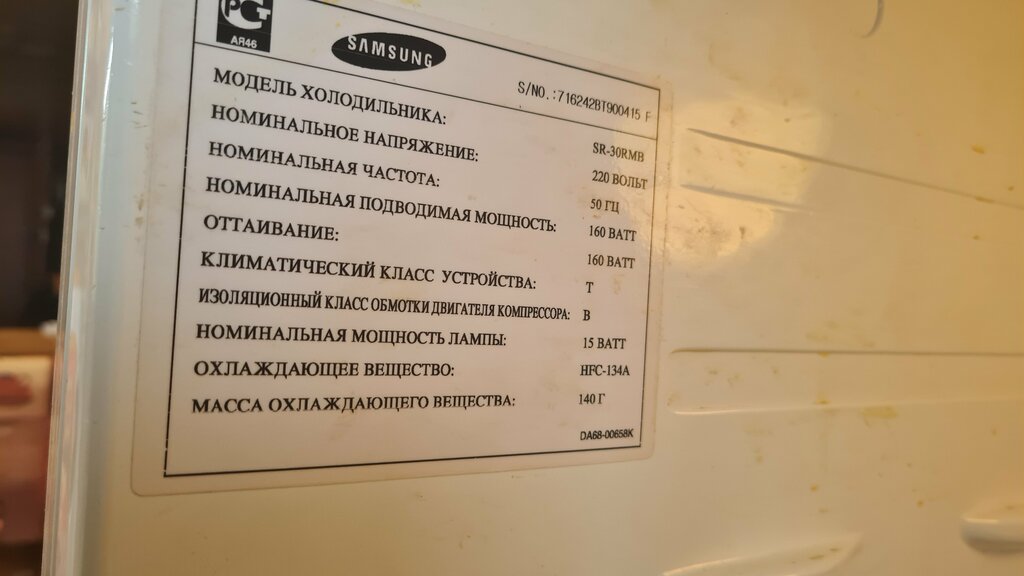 РСТ
АЯ46
SAMSUNG
S/NO.:716242BT900415 F
МОДЕЛЬ ХОЛОДИЛЬНИКА: SR-30RMB
НОМИНАЛЬНОЕ НАПРЯЖЕНИЕ: 220 ВОЛЬТ
НОМИНАЛЬНАЯ ЧАСТОТА: 50 ГЦ
НОМИНАЛЬНАЯ ПОДВОДИМАЯ МОЩНОСТЬ: 160 ВАТТ
ОТТАИВАНИЕ: 160 ВАТТ
КЛИМАТИЧЕСКИЙ КЛАСС УСТРОЙСТВА: T
ИЗОЛЯЦИОННЫЙ КЛАСС ОБМОТКИ ДВИГАТЕЛЯ КОМПРЕССОРА: B
НОМИНАЛЬНАЯ МОЩНОСТЬ ЛАМПЫ: 15 ВАТТ
ОХЛАЖДАЮЩЕЕ ВЕЩЕСТВО: HFC-134A
МАССА ОХЛАЖДАЮЩЕГО ВЕЩЕСТВА: 140 Г
DA68-00658K